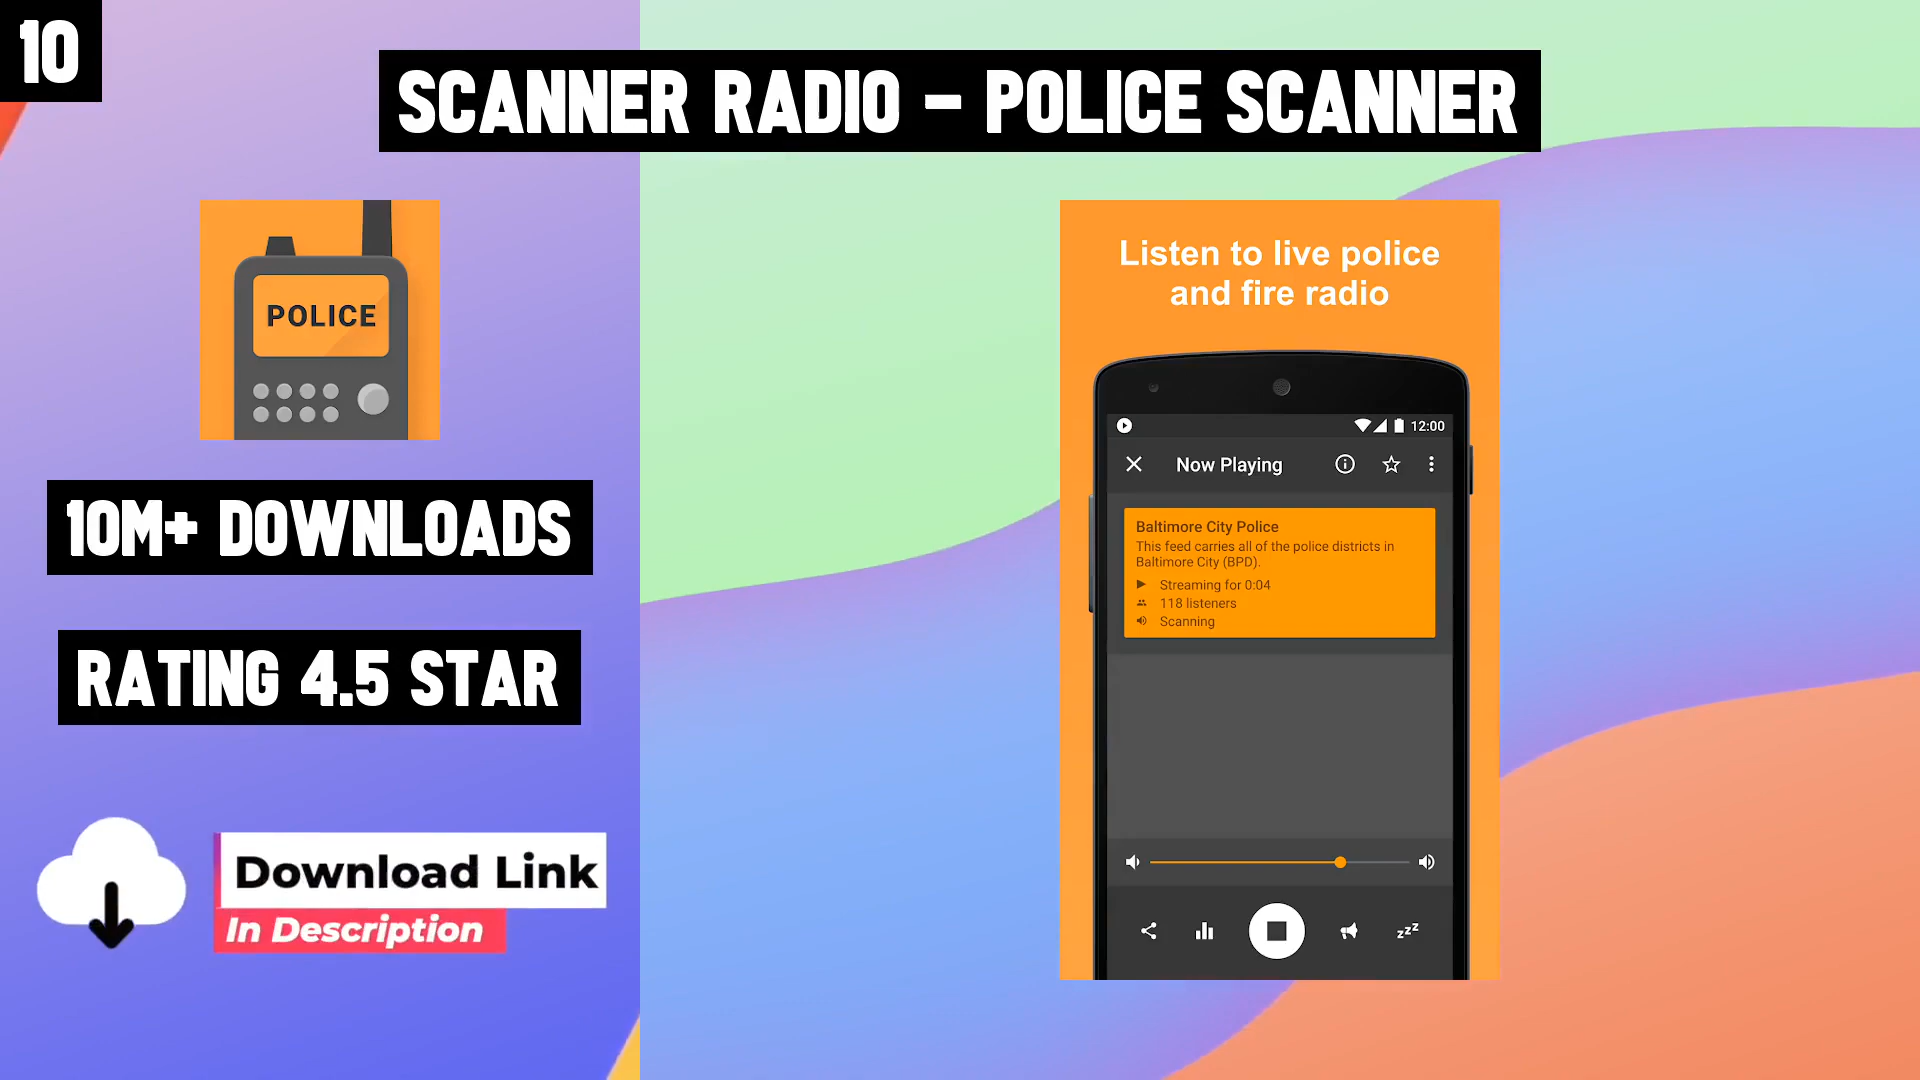 10
SCANNER RADIO – POLICE SCANNER
POLICE
10M+ DOWNLOADS
RATING 4.5 STAR
Download Link
In Description
Listen to live police
and fire radio
12:00
Now Playing
Baltimore City Police
This feed carries all of the police districts in
Baltimore City (BPD).
Streaming for 0:04
118 listeners
Scanning
zzz